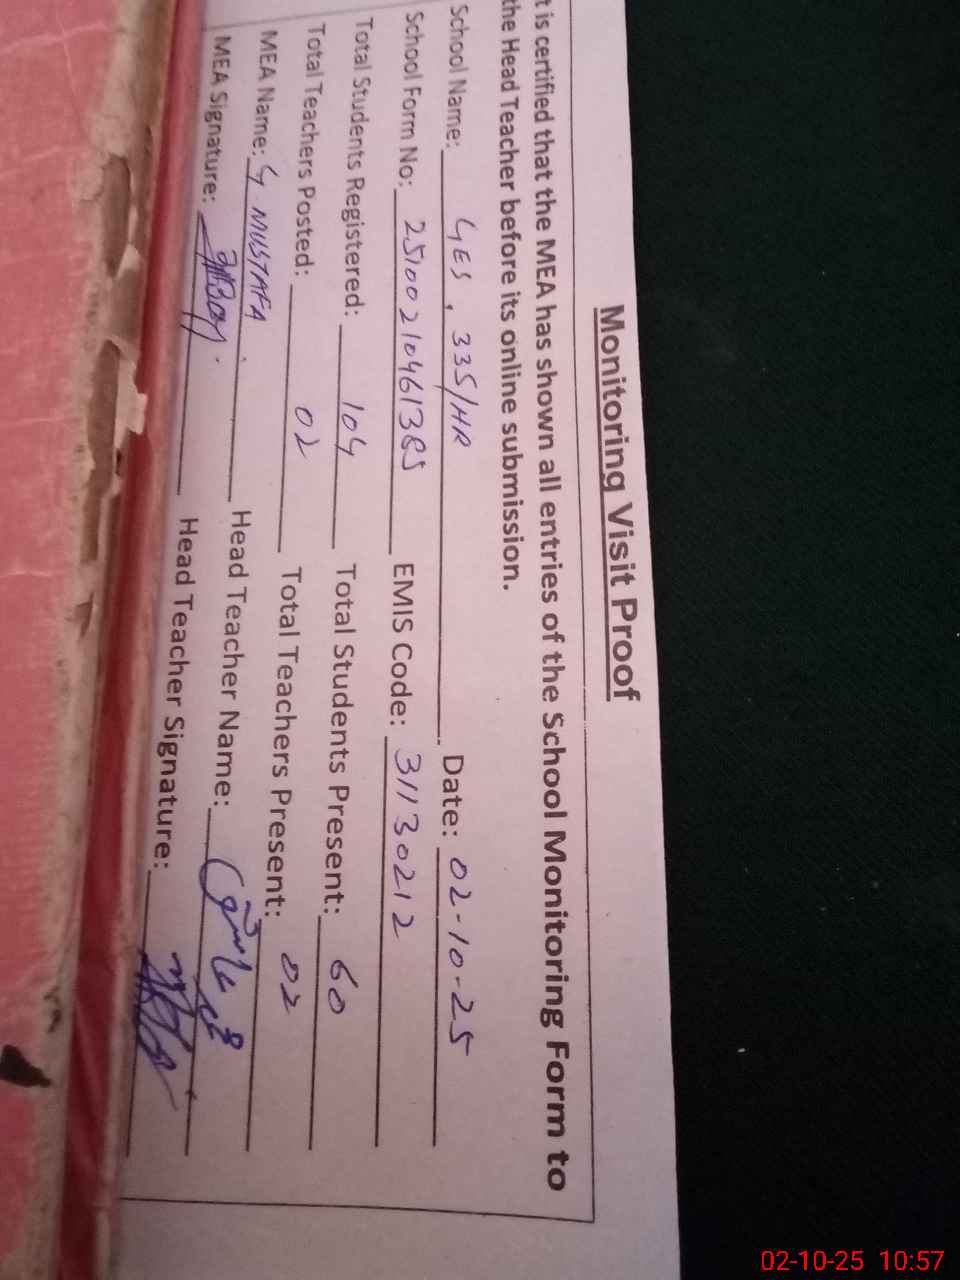 Monitoring Visit Proof
t is certified that the MEA has shown all entries of the School Monitoring Form to
the Head Teacher before its online submission.
School Name: GES, 335/HR Date: 02-10-25
School Form No: 25100210461385 EMIS Code: 31130212
Total Students Registered: 104 Total Students Present: 60
Total Teachers Posted: 02 Total Teachers Present: 02
MEA Name: G MUSTAFA Head Teacher Name:
MEA Signature: Head Teacher Signature:
02-10-25 10:57